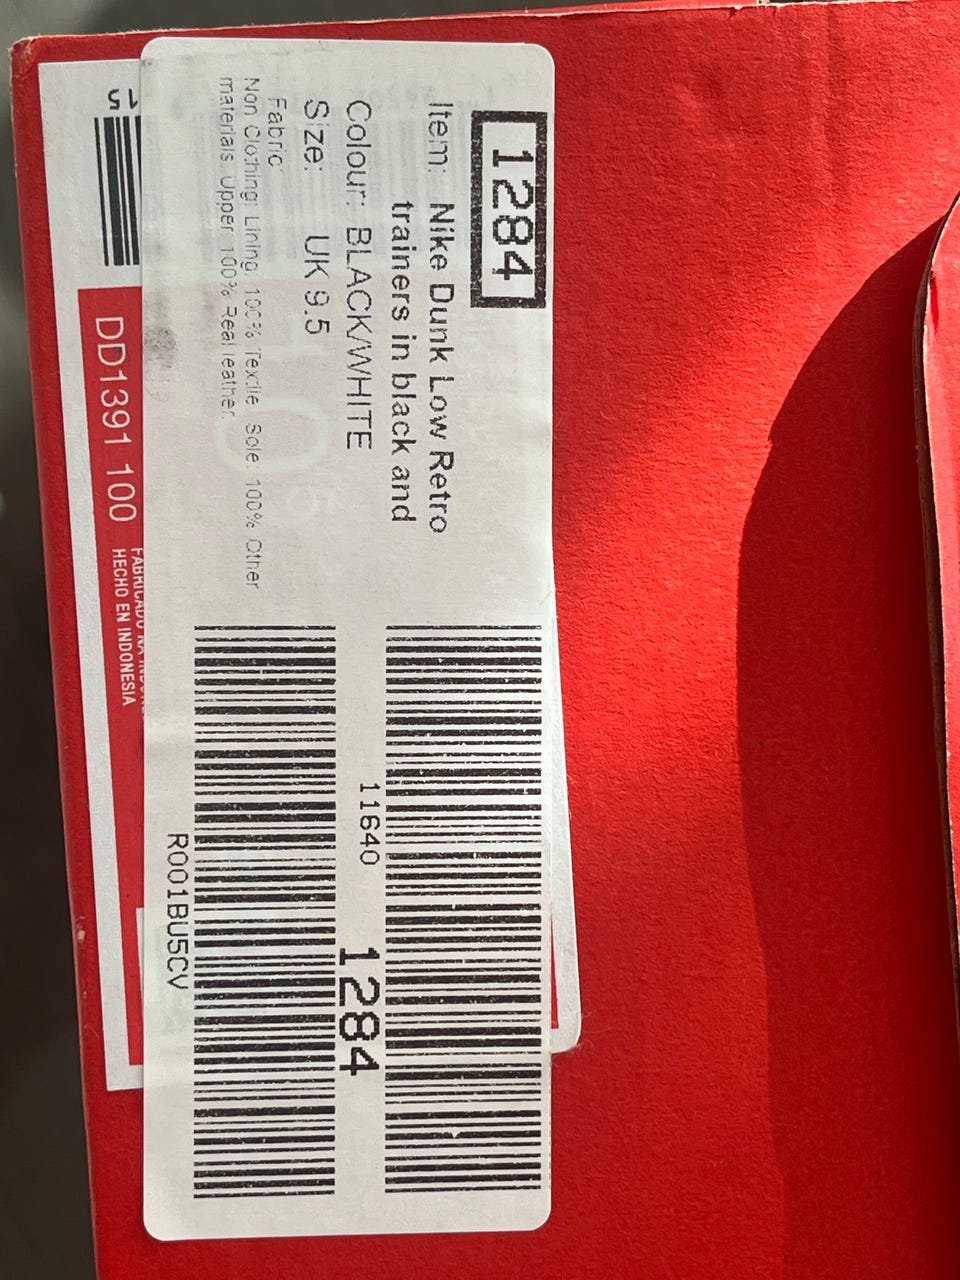 1284
Item: Nike Dunk Low Retro
trainers in black and
Colour: BLACK/WHITE
Size: UK 9.5
Fabric
Non Clothing: Lining: 100% Textile. Sole: 100% Other
materials. Upper: 100% Real leather.
11640
1284
R001BU5CV
DD1391 100
HECHO EN INDONESIA